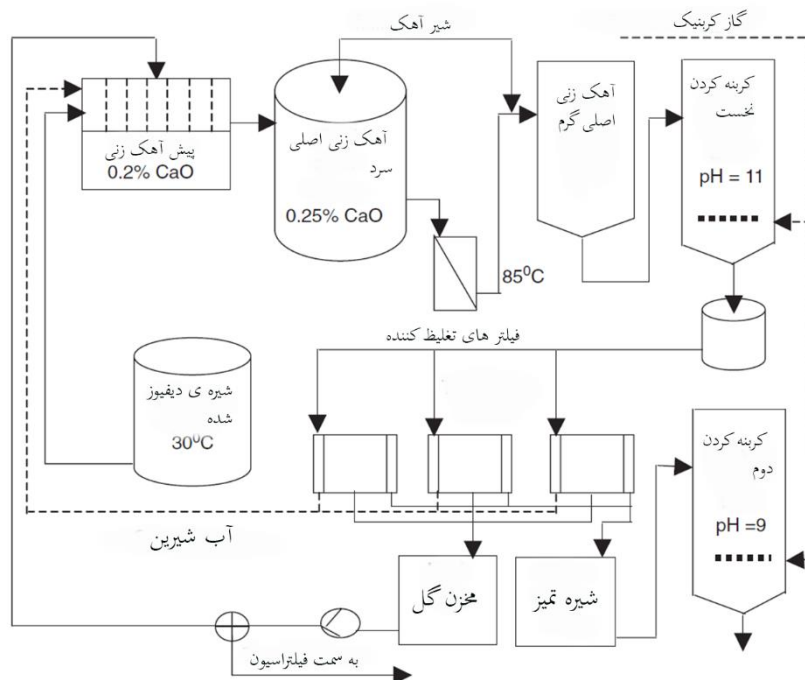 گاز کربنیک
شیر آهک
آهک زنی
اصلی گرم
کربنه کردن
نخست
pH = 11
آهک زنی اصلی
سرد
0.25% CaO
پیش آهک زنی
0.2% CaO
85⁰C
فیلتر های تغلیظ کننده
شیره ی دیفیوز
شده
30⁰C
کربنه کردن
دوم
pH =9
آب شیرین
مخزن گل
شیره تمیز
به سمت فیلتراسیون